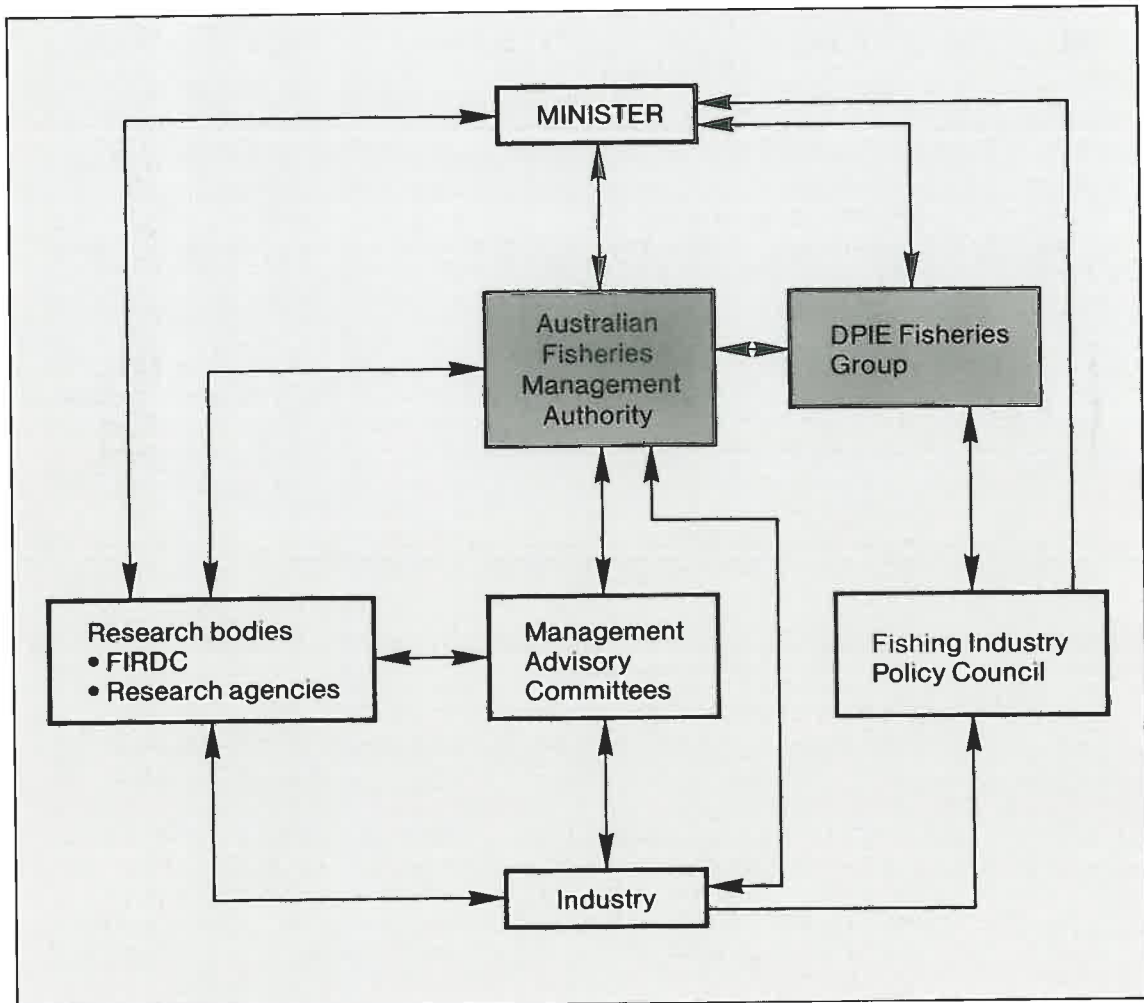 MINISTER
Australian
Fisheries
Management
Authority
DPIE Fisheries
Group
Research bodies
• FIRDC
• Research agencies
Management
Advisory
Committees
Fishing Industry
Policy Council
Industry